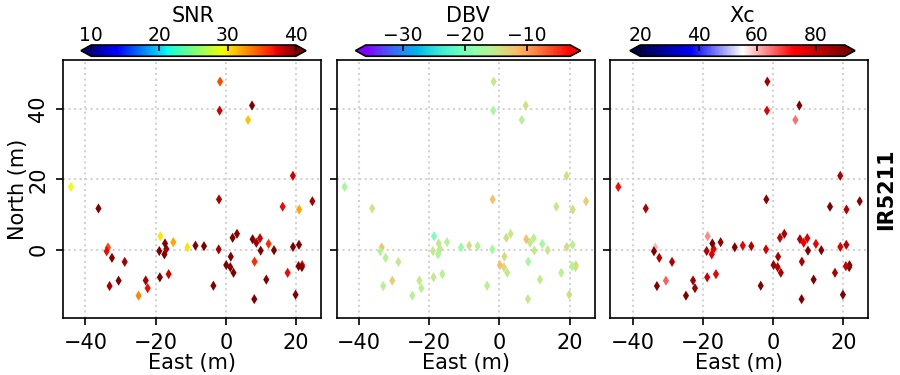 SNR DBV Xc
10 20 30 40 −30 −20 −10 20 40 60 80
40
20
0
North (m)
−40 −20 0 20 −40 −20 0 20 −40 −20 0 20
East (m) East (m) East (m)
IR5211